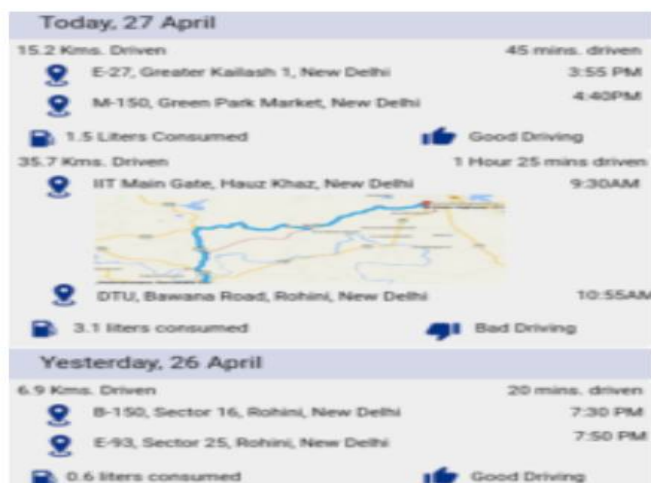 Today, 27 April
15.2 Kms. Driven 45 mins. driven
E-27, Greater Kailash 1, New Delhi 3:55 PM
M-150, Green Park Market, New Delhi 4:40PM
1.5 Liters Consumed Good Driving
35.7 Kms. Driven 1 Hour 25 mins driven
IIT Main Gate, Hauz Khaz, New Delhi 9:30AM
DTU, Bawana Road, Rohini, New Delhi 10:55AM
3.1 liters consumed Bad Driving
Yesterday, 26 April
6.9 Kms. Driven 20 mins. driven
B-150, Sector 16, Rohini, New Delhi 7:30 PM
E-93, Sector 25, Rohini, New Delhi 7:50 PM
0.6 liters consumed Good Driving